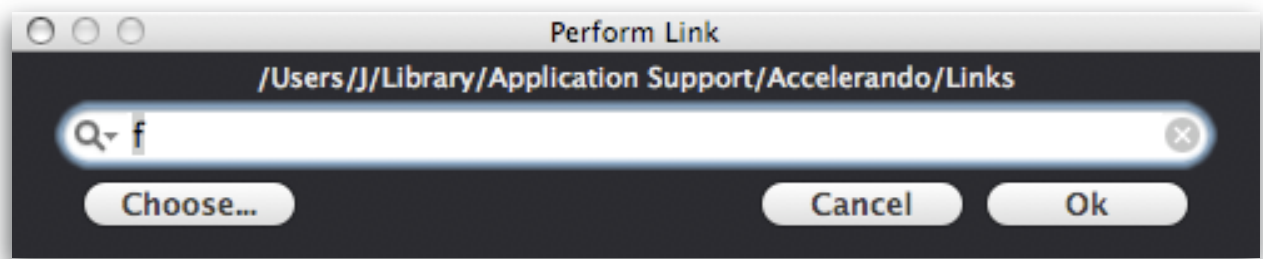 Perform Link
/Users/J/Library/Application Support/Accelerando/Links
f
Choose... Cancel Ok